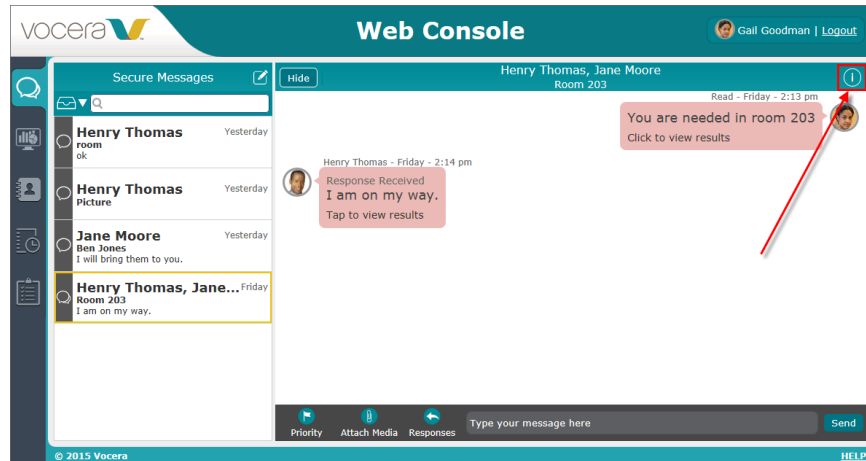 vocera
Web Console
Gail Goodman | Logout
Secure Messages
Hide
Henry Thomas, Jane Moore
Room 203
Henry Thomas
Yesterday
room
ok
Henry Thomas
Yesterday
Picture
Jane Moore
Yesterday
Ben Jones
I will bring them to you.
Henry Thomas, Jane...
Friday
Room 203
I am on my way.
Read - Friday - 2:13 pm
You are needed in room 203
Click to view results
Henry Thomas - Friday - 2:14 pm
Response Received
I am on my way.
Tap to view results
Priority
Attach Media
Responses
Type your message here
Send
© 2015 Vocera
HELP